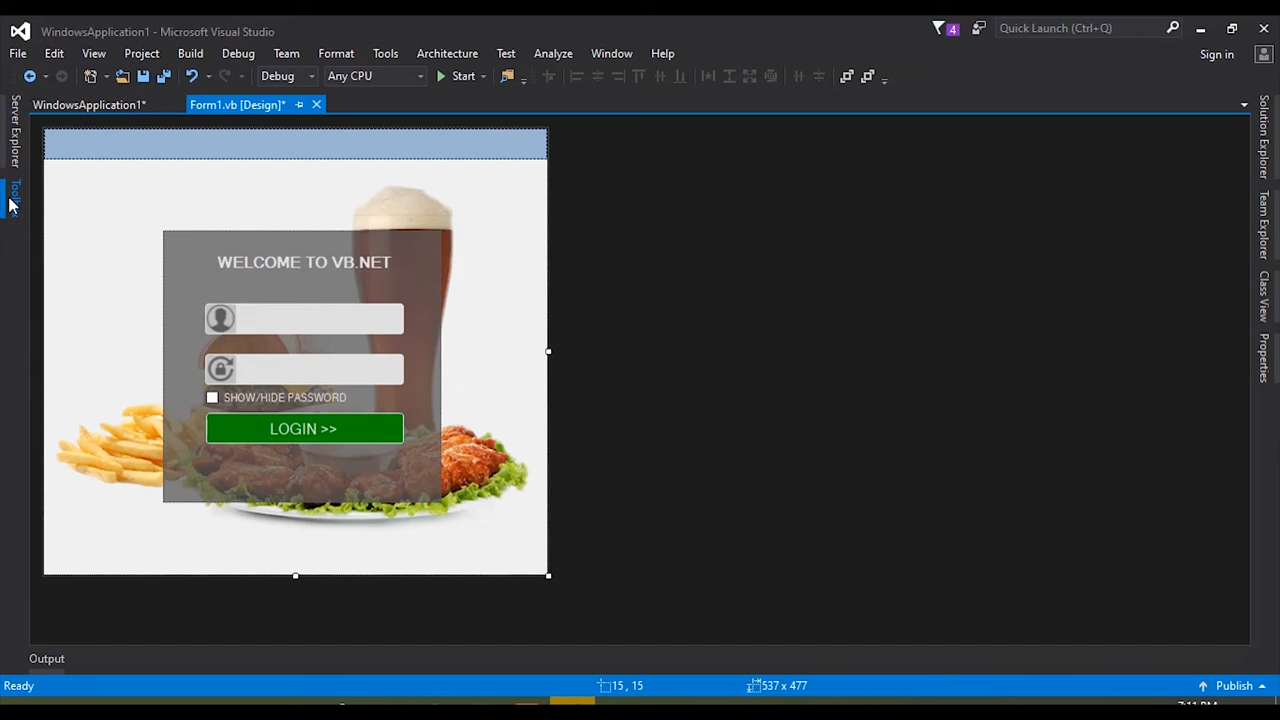 WindowsApplication1 - Microsoft Visual Studio
4
Quick Launch (Ctrl+Q)
File Edit View Project Build Debug Team Format Tools Architecture Test Analyze Window Help
Sign in
Debug Any CPU Start
WindowsApplication1* Form1.vb [Design]*
Server Explorer
WELCOME TO VB.NET
SHOW/HIDE PASSWORD
LOGIN >>
Solution Explorer
Team Explorer
Class View
Properties
Output
Ready 15 , 15 537 x 477 Publish